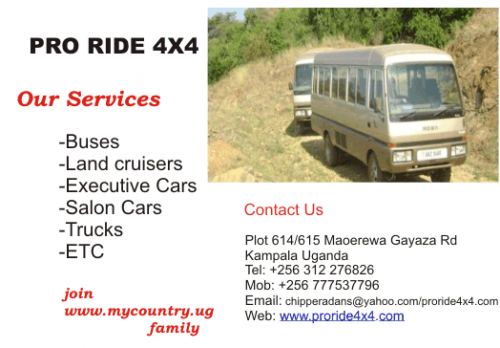 PRO RIDE 4X4
Our Services
-Buses
-Land cruisers
-Executive Cars
-Salon Cars
-Trucks
-ETC
join
www.mycountry.ug
family
Contact Us
Plot 614/615 Maoerewa Gayaza Rd
Kampala Uganda
Tel: +256 312 276826
Mob: +256 777537796
Email: chipperadans@yahoo.com/proride4x4.com
Web: www.proride4x4.com